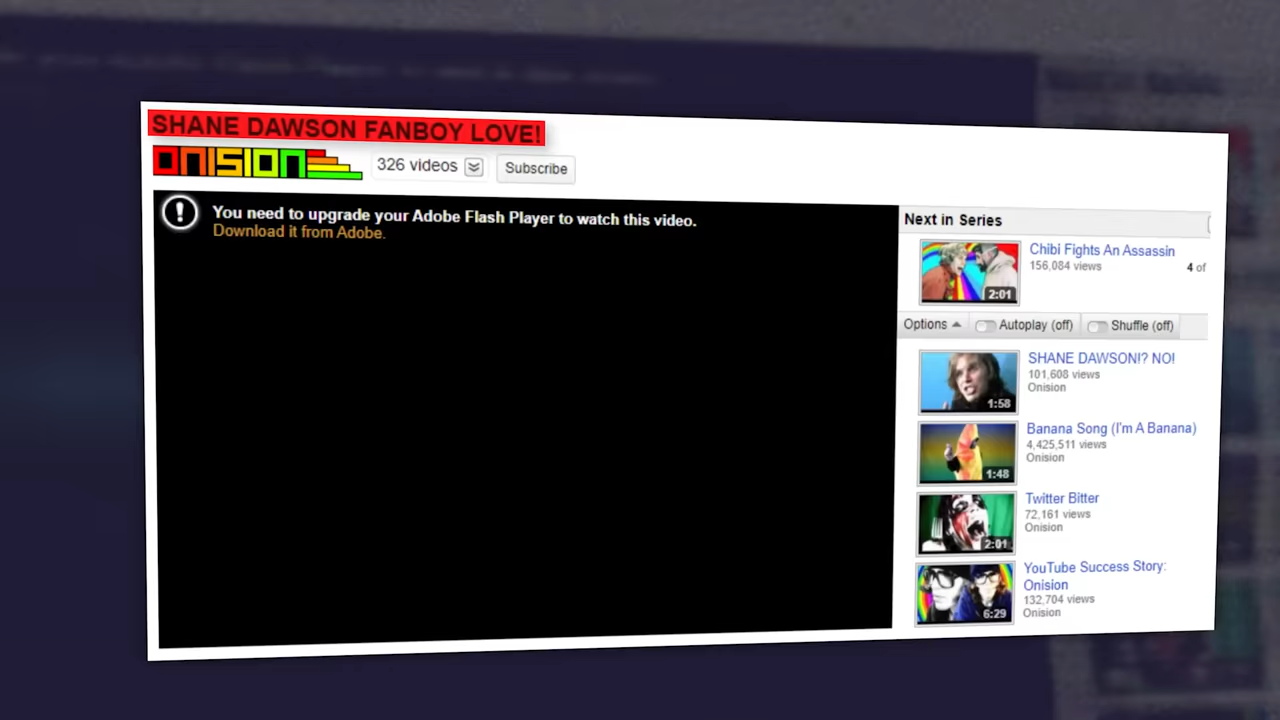 SHANE DAWSON FANBOY LOVE!
ONISION
326 videos
Subscribe
You need to upgrade your Adobe Flash Player to watch this video.
Download it from Adobe.
Next in Series
Chibi Fights An Assassin
156,084 views
4 of
2:01
Options
Autoplay (off)
Shuffle (off)
SHANE DAWSON!? NO!
101,608 views
Onision
1:58
Banana Song (I'm A Banana)
4,425,511 views
Onision
1:48
Twitter Bitter
72,161 views
Onision
2:01
YouTube Success Story:
Onision
132,704 views
Onision
6:29